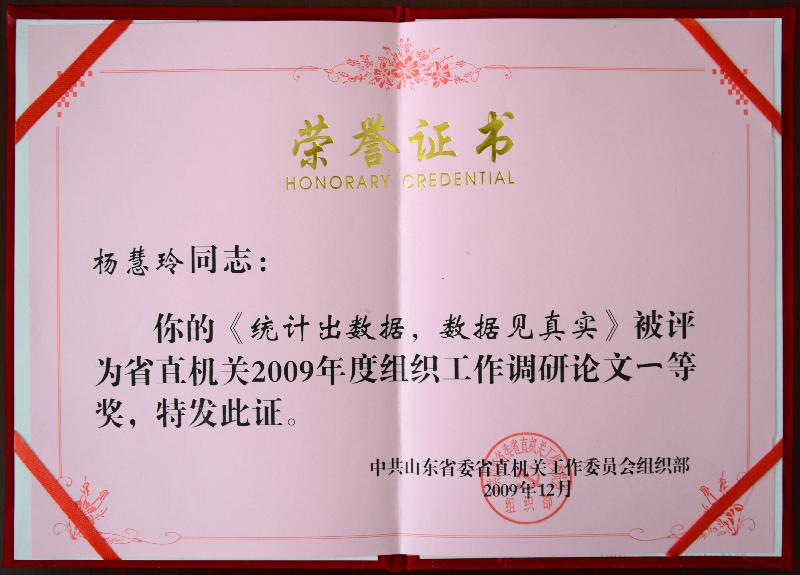 荣誉证书
HONORARY CREDENTIAL
杨慧玲同志：
你的《统计出数据，数据见真实》被评
为省直机关2009年度组织工作调研论文一等
奖，特发此证。
中共山东省委省直机关工作委员会组织部
2009年12月
组织部